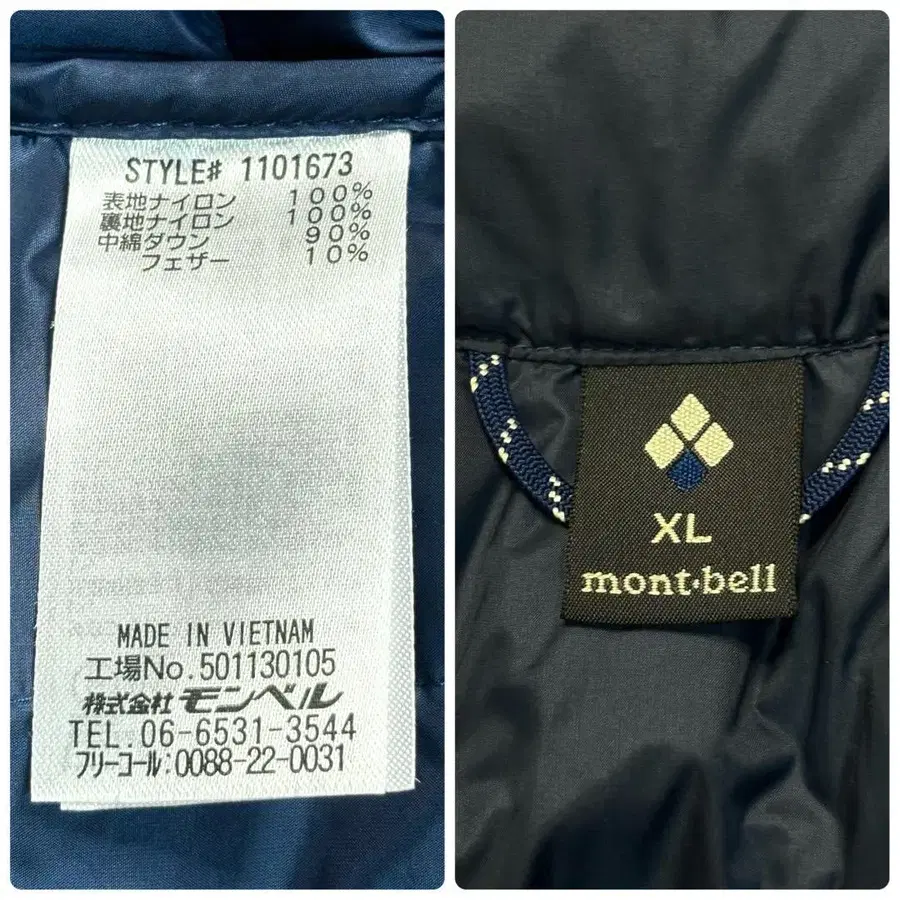 STYLE# 1101673
表地ナイロン 100%
裏地ナイロン 100%
中綿ダウン 90%
フェザー 10%
MADE IN VIETNAM
工場No.501130105
株式会社 モンベル
TEL.06-6531-3544
フリーコール:0088-22-0031
XL
mont·bell